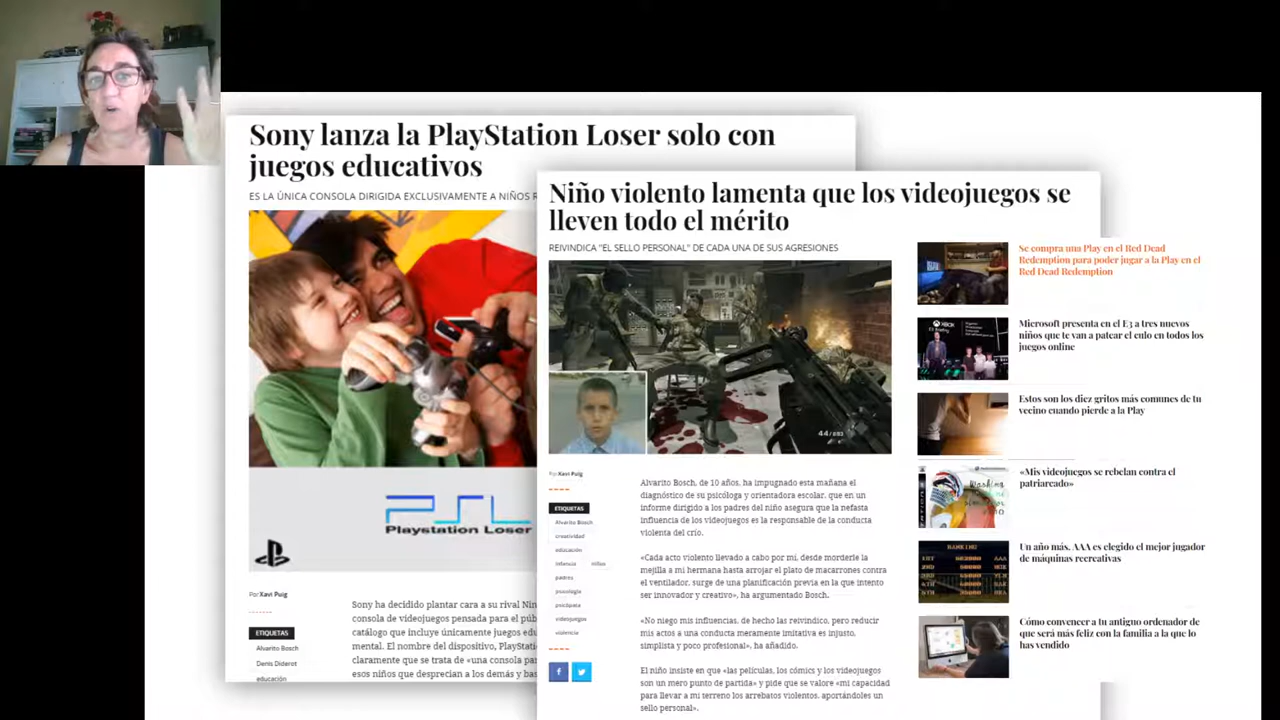 Sony lanza la PlayStation Loser solo con
juegos educativos
ES LA ÚNICA CONSOLA DIRIGIDA EXCLUSIVAMENTE A NIÑOS R
PSL
Playstation Loser
Por Xavi Puig
ETIQUETAS
Alvarito Bosch
Denis Diderot
educación
Sony ha decidido plantar cara a su rival Nin
consola de videojuegos pensada para el púb
catálogo que incluye únicamente juegos edu
mental. El nombre del dispositivo, PlayStatio
claramente que se trata de «una consola pa
esos niños que desprecian a los demás y bas
Niño violento lamenta que los videojuegos se
lleven todo el mérito
REIVINDICA "EL SELLO PERSONAL" DE CADA UNA DE SUS AGRESIONES
Por Xavi Puig
ETIQUETAS
Alvarito Bosch
creatividad
educación
infancia niños
padres
psicología
psicópata
videojuegos
violencia
Alvarito Bosch, de 10 años, ha impugnado esta mañana el
diagnóstico de su psicóloga y orientadora escolar, que en un
informe dirigido a los padres del niño asegura que la nefasta
influencia de los videojuegos es la responsable de la conducta
violenta del crío.
«Cada acto violento llevado a cabo por mí, desde morderle la
mejilla a mi hermana hasta arrojar el plato de macarrones contra
el ventilador, surge de una planificación previa en la que intento
ser innovador y creativo», ha argumentado Bosch.
«No niego mis influencias, de hecho las reivindico, pero reducir
mis actos a una conducta meramente imitativa es injusto,
simplista y poco profesional», ha añadido.
El niño insiste en que «las películas, los cómics y los videojuegos
son un mero punto de partida» y pide que se valore «mi capacidad
para llevar a mi terreno los arrebatos violentos, aportándoles un
sello personal».
Se compra una Play en el Red Dead
Redemption para poder jugar a la Play en el
Red Dead Redemption
XBOX
Microsoft presenta en el E3 a tres nuevos
niños que te van a patear el culo en todos los
juegos online
Estos son los diez gritos más comunes de tu
vecino cuando pierde a la Play
«Mis videojuegos se rebelan contra el
patriarcado»
RANKING
Un año más, AAA es elegido el mejor jugador
de máquinas recreativas
Cómo convencer a tu antiguo ordenador de
que será más feliz con la familia a la que lo
has vendido